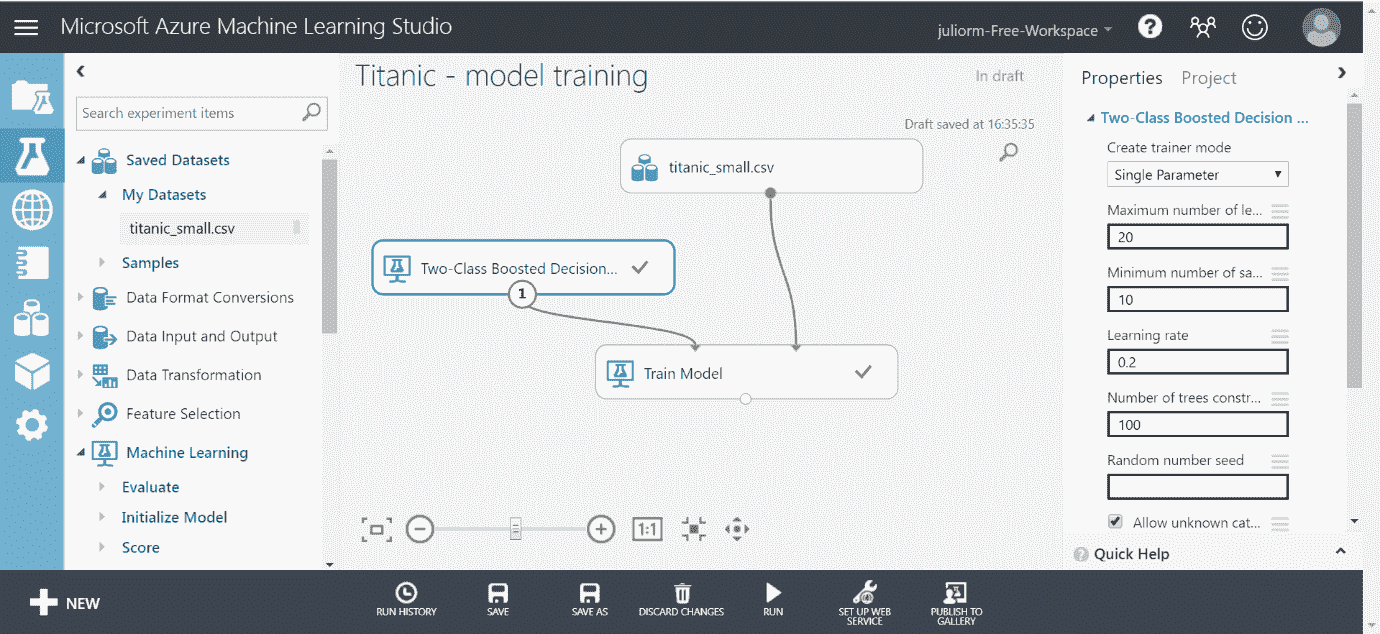 Microsoft Azure Machine Learning Studio
juliorm-Free-Workspace
?
Search experiment items
Saved Datasets
My Datasets
titanic_small.csv
Samples
Data Format Conversions
Data Input and Output
Data Transformation
Feature Selection
Machine Learning
Evaluate
Initialize Model
Score
Titanic - model training
In draft
Draft saved at 16:35:35
titanic_small.csv
Two-Class Boosted Decision...
1
Train Model
1:1
Properties Project
Two-Class Boosted Decision ...
Create trainer mode
Single Parameter
Maximum number of le...
20
Minimum number of sa...
10
Learning rate
0.2
Number of trees constr...
100
Random number seed
Allow unknown cat...
? Quick Help
NEW
RUN HISTORY
SAVE
SAVE AS
DISCARD CHANGES
RUN
SET UP WEB
SERVICE
PUBLISH TO
GALLERY